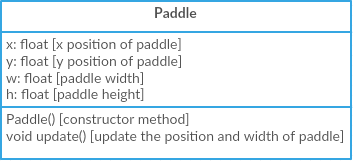 Paddle
x: float [x position of paddle]
y: float [y position of paddle]
w: float [paddle width]
h: float [paddle height]
Paddle() [constructor method]
void update() [update the position and width of paddle]